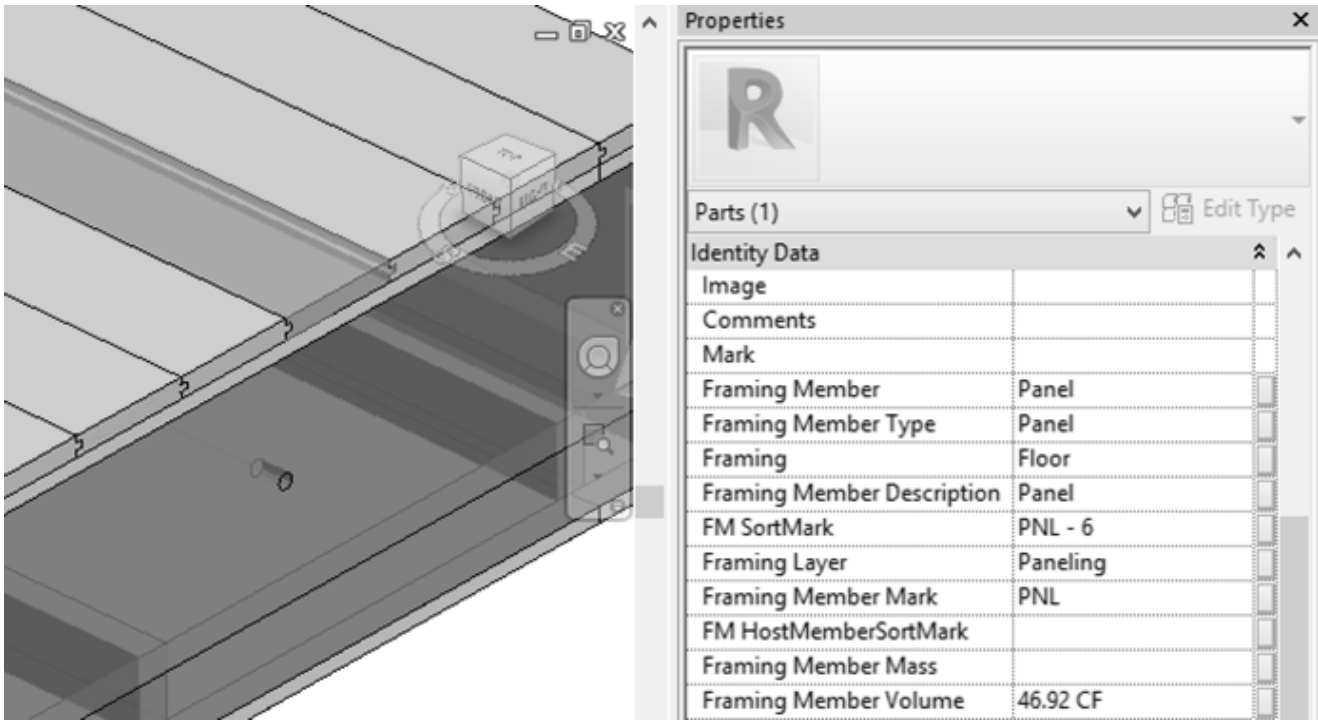 Properties
R
Parts (1)
Edit Type
Identity Data
Image
Comments
Mark
Framing Member Panel
Framing Member Type Panel
Framing Floor
Framing Member Description Panel
FM SortMark PNL - 6
Framing Layer Paneling
Framing Member Mark PNL
FM HostMemberSortMark
Framing Member Mass
Framing Member Volume 46.92 CF